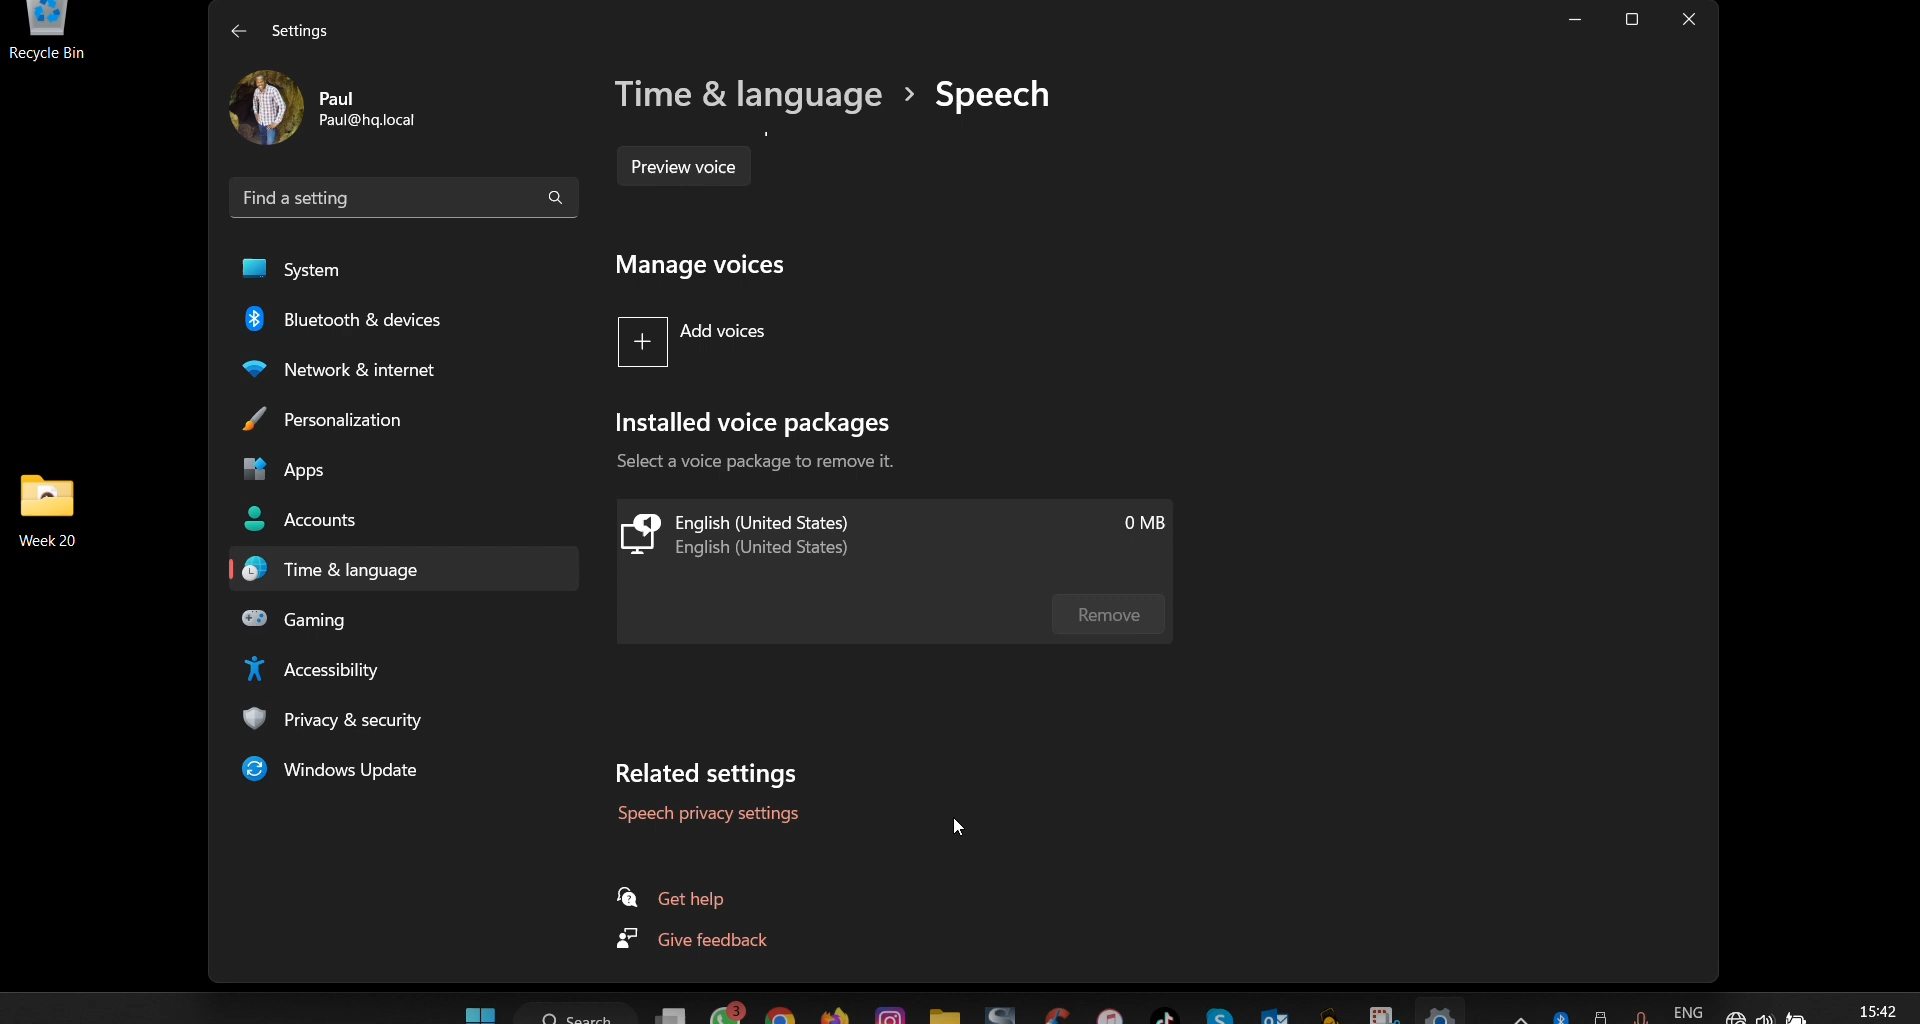 Recycle Bin
Week 20
Settings
Paul
Paul@hq.local
Find a setting
System
Bluetooth & devices
Network & internet
Personalization
Apps
Accounts
Time & language
Gaming
Accessibility
Privacy & security
Windows Update
Time & language > Speech
Preview voice
Manage voices
+ Add voices
Installed voice packages
Select a voice package to remove it.
English (United States) 0 MB
English (United States)
Remove
Related settings
Speech privacy settings
Get help
Give feedback
Search
3
ENG
15:42